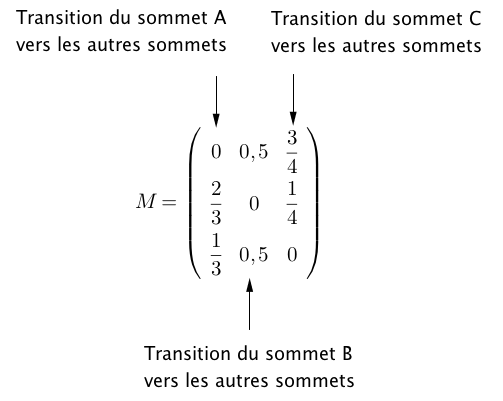 Transition du sommet A
vers les autres sommets
Transition du sommet C
vers les autres sommets
M = ( 0 0,5 3/4
2/3 0 1/4
1/3 0,5 0 )
Transition du sommet B
vers les autres sommets